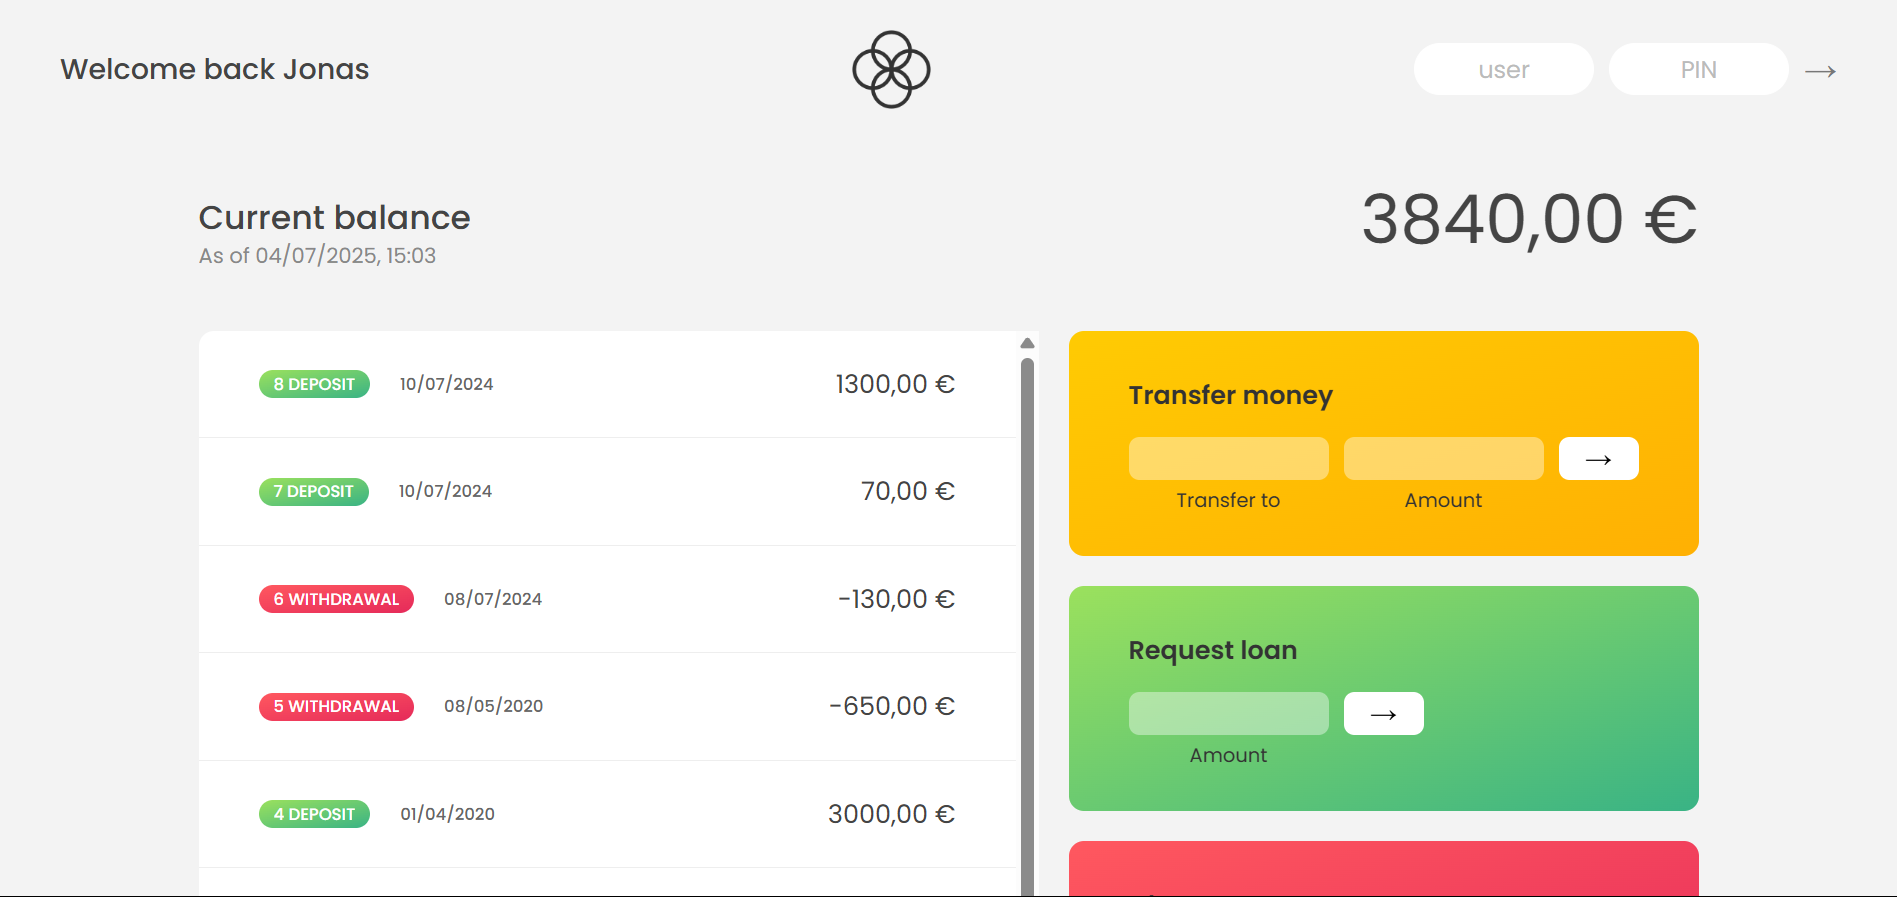 Welcome back Jonas
user
PIN
→
Current balance
As of 04/07/2025, 15:03
3840,00 €
8 DEPOSIT 10/07/2024 1300,00 €
7 DEPOSIT 10/07/2024 70,00 €
6 WITHDRAWAL 08/07/2024 -130,00 €
5 WITHDRAWAL 08/05/2020 -650,00 €
4 DEPOSIT 01/04/2020 3000,00 €
Transfer money
→
Transfer to
Amount
Request loan
→
Amount